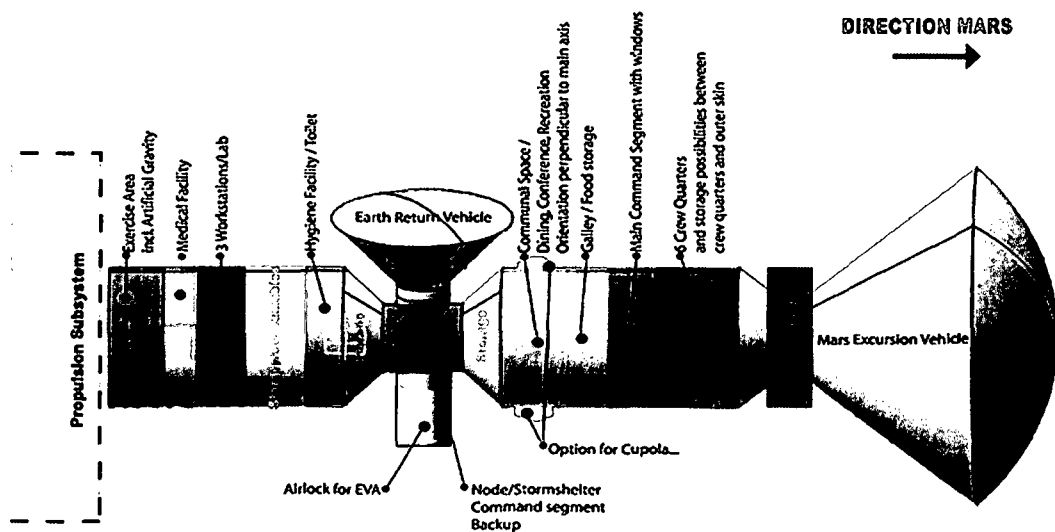 DIRECTION MARS
Propulsion Subsystem
•Exercise Area
Incl. Artificial Gravity
•Medical Facility
•3 Workstations/Lab
•Hygiene Facility / Toilet
Earth Return Vehicle
•Communal Space /
Dining, Conference, Recreation
Orientation perpendicular to main axis
•Galley / Food storage
•Main Command Segment with windows
•6 Crew Quarters
and storage possibilities between
crew quarters and outer skin
Storage
Mars Excursion Vehicle
Option for Cupola
Airlock for EVA
Node/Stormshelter
Command segment
Backup